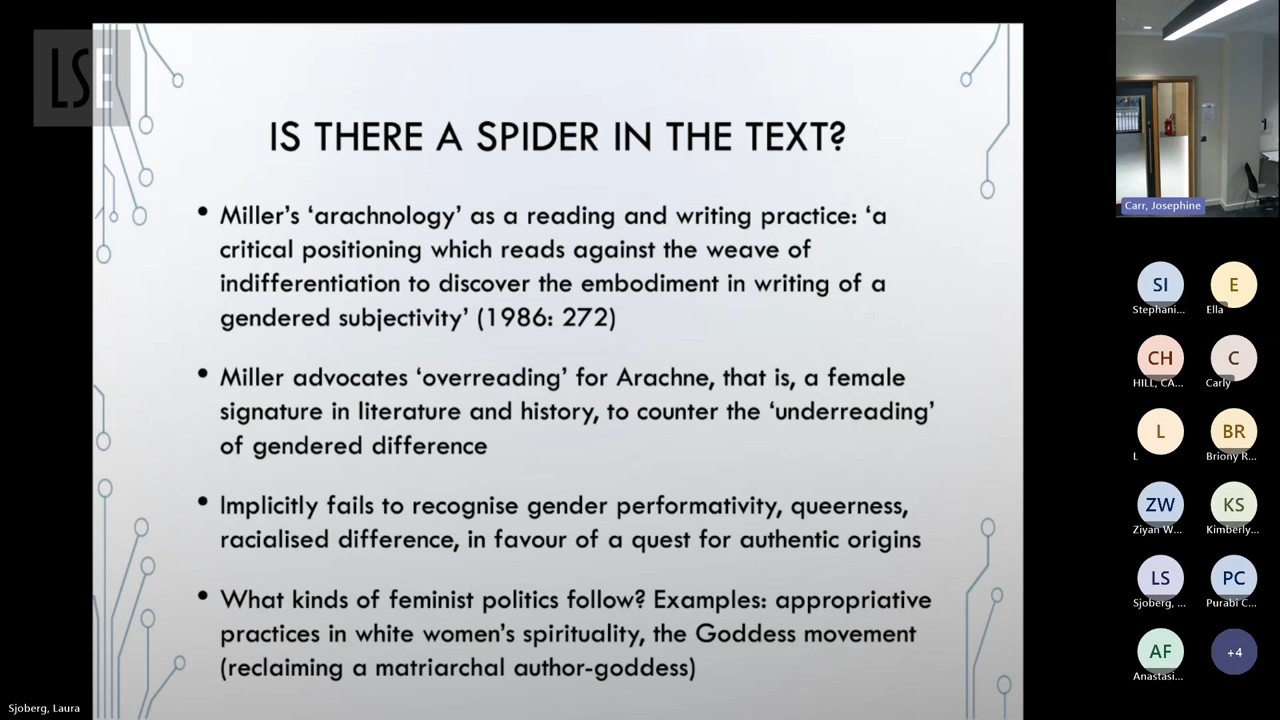 LSE
IS THERE A SPIDER IN THE TEXT?
• Miller's 'arachnology' as a reading and writing practice: 'a
critical positioning which reads against the weave of
indifferentiation to discover the embodiment in writing of a
gendered subjectivity' (1986: 272)
• Miller advocates 'overreading' for Arachne, that is, a female
signature in literature and history, to counter the 'underreading'
of gendered difference
• Implicitly fails to recognise gender performativity, queerness,
racialised difference, in favour of a quest for authentic origins
• What kinds of feminist politics follow? Examples: appropriative
practices in white women's spirituality, the Goddess movement
(reclaiming a matriarchal author-goddess)
Sjoberg, Laura
Carr, Josephine
SI
Stephani...
E
Ella
CH
HILL, CA...
C
Carly
L
L
BR
Briony R...
ZW
Ziyan W...
KS
Kimberly...
LS
Sjoberg, ...
PC
Purabi C...
AF
Anastasi...
+4